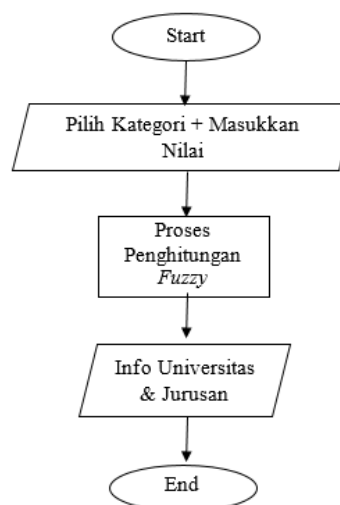 Start
Pilih Kategori + Masukkan
Nilai
Proses
Penghitungan
Fuzzy
Info Universitas
& Jurusan
End